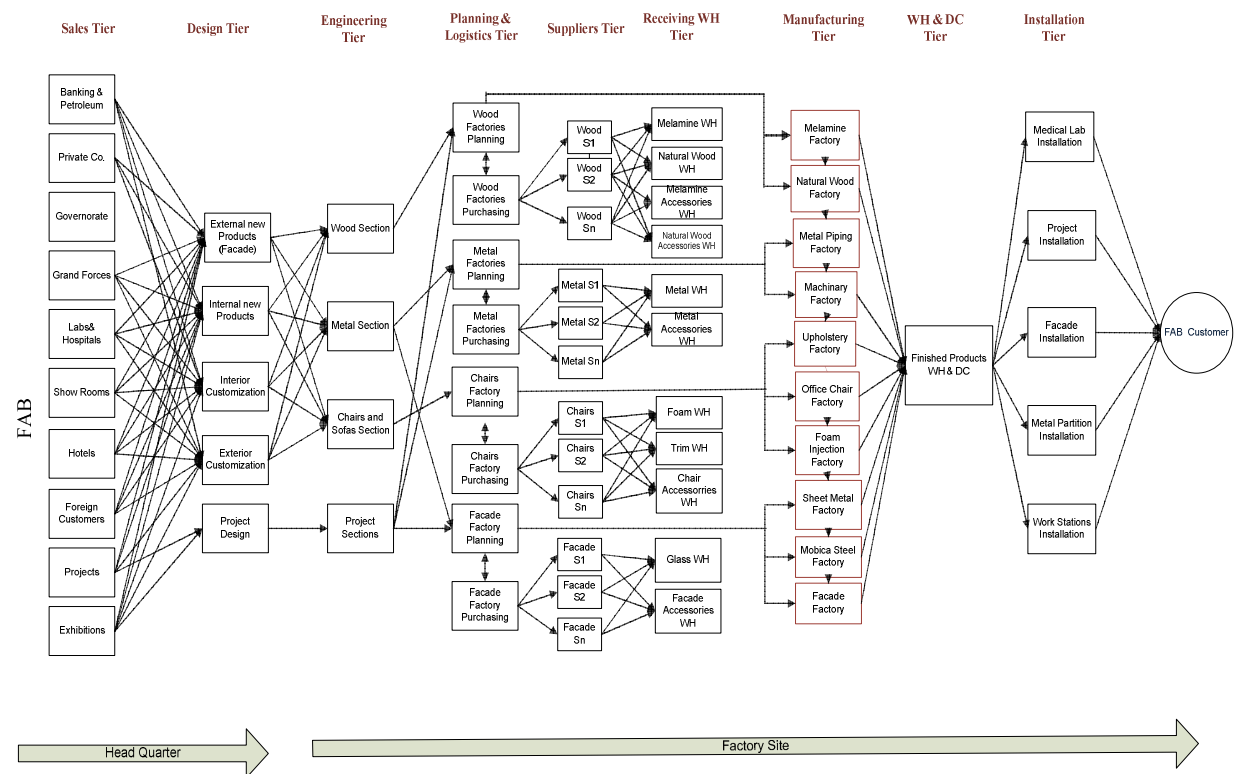 Sales Tier
Design Tier
Engineering
Tier
Planning &
Logistics Tier
Suppliers Tier
Receiving WH
Tier
Manufacturing
Tier
WH & DC
Tier
Installation
Tier
FAB
Banking &
Petroleum
Private Co.
Governorate
Grand Forces
Labs&
Hospitals
Show Rooms
Hotels
Foreign
Customers
Projects
Exhibitions
External new
Products
(Facade)
Internal new
Products
Interior
Customization
Exterior
Customization
Project
Design
Wood Section
Metal Section
Chairs and
Sofas Section
Project
Sections
Wood
Factories
Planning
Wood
Factories
Purchasing
Metal
Factories
Planning
Metal
Factories
Purchasing
Chairs
Factory
Planning
Chairs
Factory
Purchasing
Facade
Factory
Planning
Facade
Factory
Purchasing
Wood
S1
Wood
S2
Wood
Sn
Metal S1
Metal S2
Metal Sn
Chairs
S1
Chairs
S2
Chairs
Sn
Facade
S1
Facade
S2
Facade
Sn
Melamine WH
Natural Wood
WH
Melamine
Accessories
WH
Natural Wood
Accessories WH
Metal WH
Metal
Accessories
WH
Foam WH
Trim WH
Chair
Accessorries
WH
Glass WH
Facade
Accessories
WH
Melamine
Factory
Natural Wood
Factory
Metal Piping
Factory
Machinary
Factory
Upholstery
Factory
Office Chair
Factory
Foam
Injection
Factory
Sheet Metal
Factory
Mobica Steel
Factory
Facade
Factory
Finished Products
WH & DC
Medical Lab
Installation
Project
Installation
Facade
Installation
Metal Partition
Installation
Work Stations
Installation
FAB Customer
Head Quarter
Factory Site